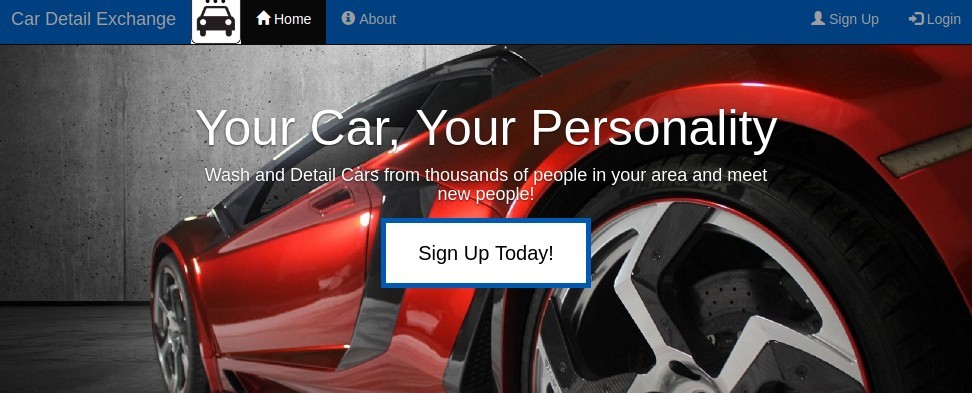 Car Detail Exchange
Home
About
Sign Up
Login
Your Car, Your Personality
Wash and Detail Cars from thousands of people in your area and meet
new people!
Sign Up Today!